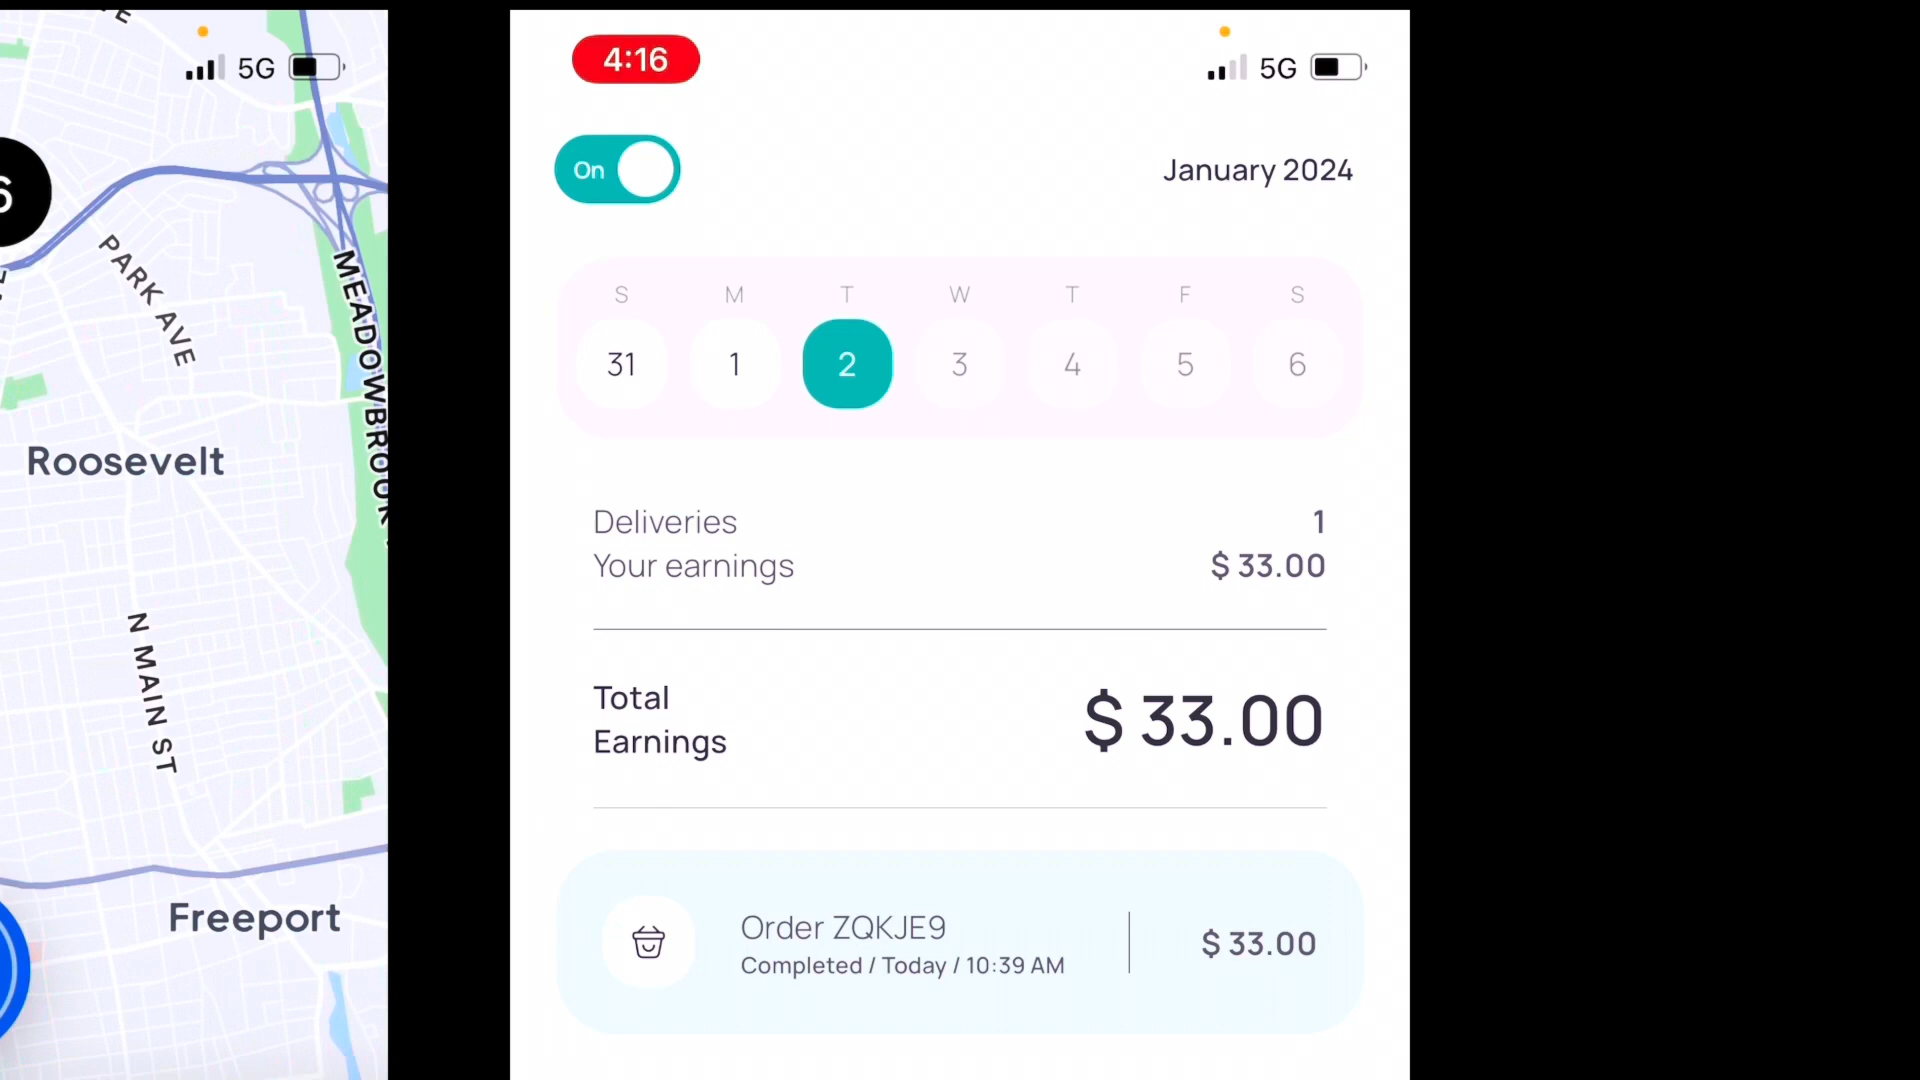 5G
6
PARK AVE
MEADOWBROOK
Roosevelt
N MAIN ST
Freeport
4:16
5G
On
January 2024
S M T W T F S
31 1 2 3 4 5 6
Deliveries 1
Your earnings $ 33.00
Total
Earnings
$ 33.00
Order ZQKJE9
Completed / Today / 10:39 AM
$ 33.00